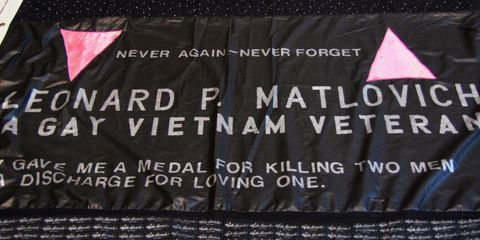 NEVER AGAIN—NEVER FORGET
LEONARD P. MATLOVICH
A GAY VIETNAM VETERAN
GAVE ME A MEDAL FOR KILLING TWO MEN
A DISCHARGE FOR LOVING ONE.